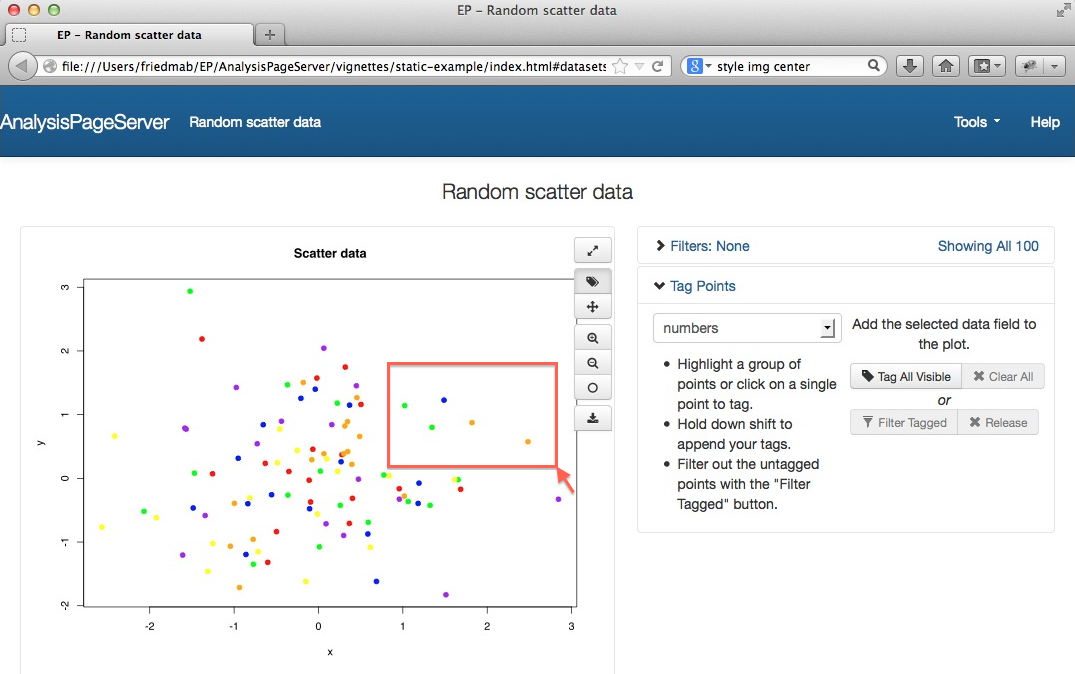 EP - Random scatter data
EP - Random scatter data
file:///Users/friedmab/EP/AnalysisPageServer/vignettes/static-example/index.html#datasets
style img center
AnalysisPageServer
Random scatter data
Tools
Help
Random scatter data
Scatter data
3
2
1
0
-1
-2
y
-2
-1
0
1
2
3
x
Filters: None
Showing All 100
Tag Points
numbers
Highlight a group of
points or click on a single
point to tag.
Hold down shift to
append your tags.
Filter out the untagged
points with the "Filter
Tagged" button.
Add the selected data field to
the plot.
Tag All Visible
Clear All
or
Filter Tagged
Release